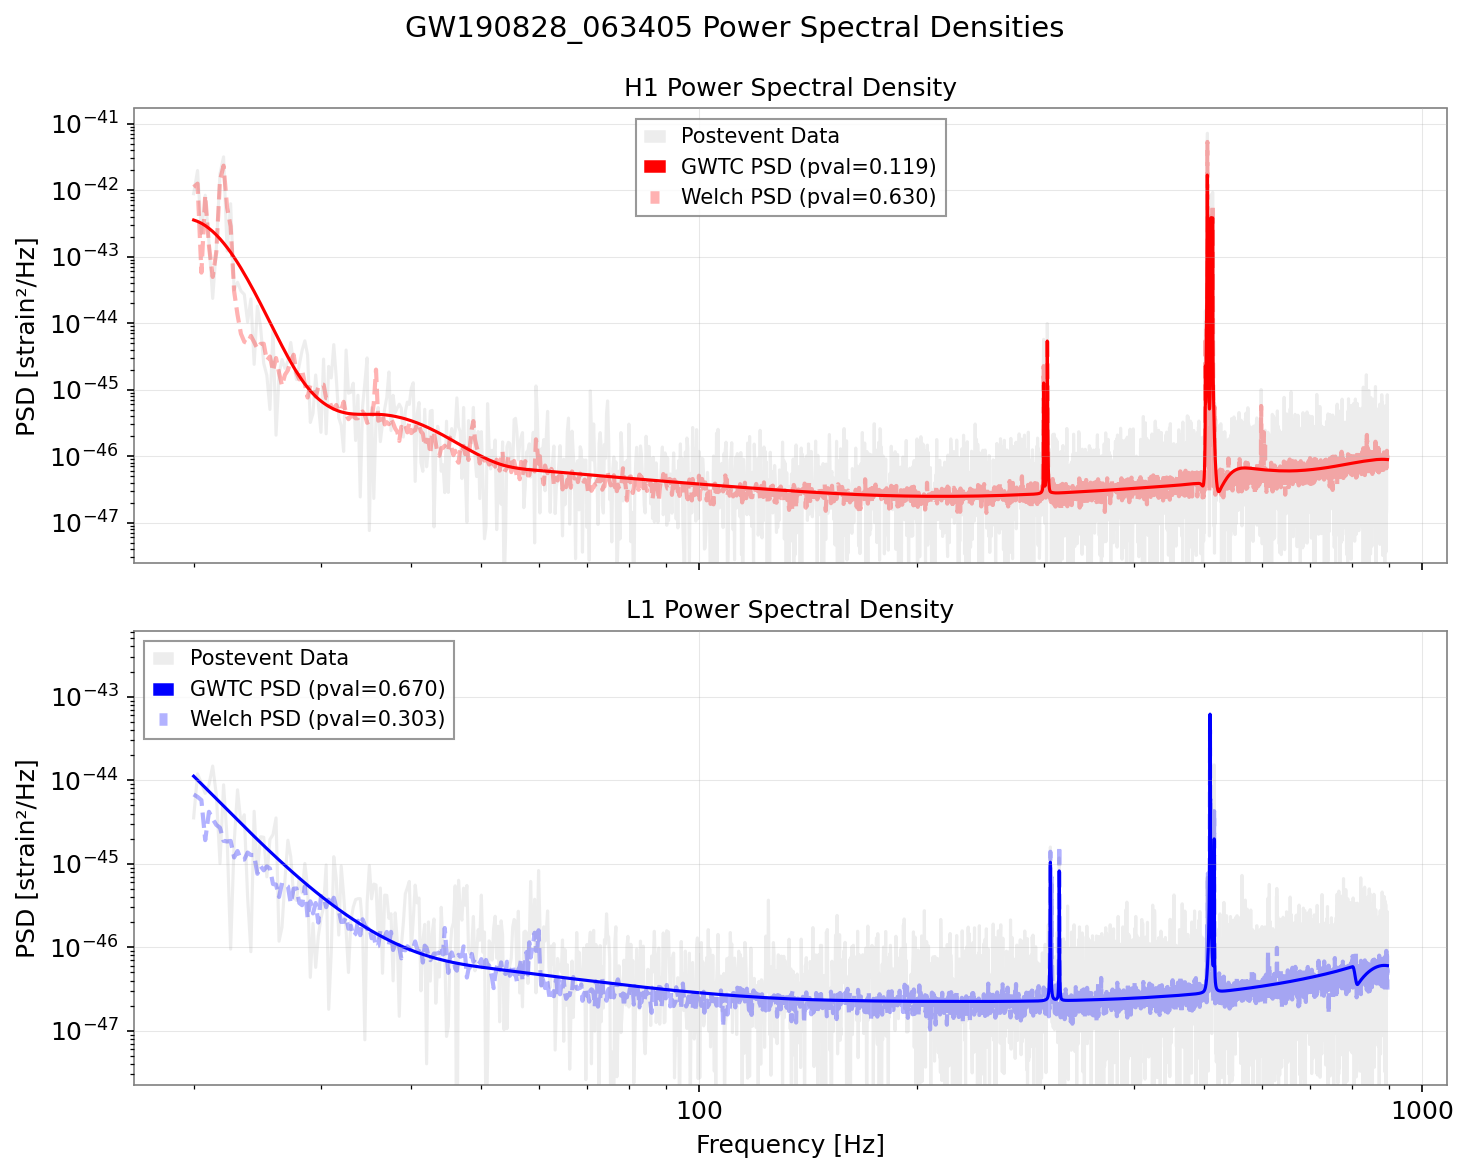 GW190828_063405 Power Spectral Densities
H1 Power Spectral Density
10⁻⁴¹
10⁻⁴²
10⁻⁴³
10⁻⁴⁴
10⁻⁴⁵
10⁻⁴⁶
10⁻⁴⁷
PSD [strain²/Hz]
Postevent Data
GWTC PSD (pval=0.119)
Welch PSD (pval=0.630)
L1 Power Spectral Density
10⁻⁴³
10⁻⁴⁴
10⁻⁴⁵
10⁻⁴⁶
10⁻⁴⁷
PSD [strain²/Hz]
Postevent Data
GWTC PSD (pval=0.670)
Welch PSD (pval=0.303)
100 1000
Frequency [Hz]